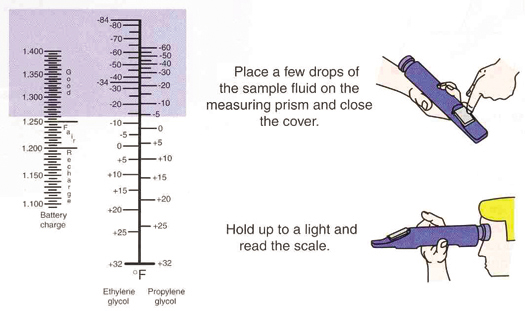 -84
-80
-70
-60
-50
-40
-34
-30
-20
-10
-5
0
+5
+10
+15
+20
+25
+32
-60
-50
-40
-30
-20
-10
-5
0
+5
+10
+15
+20
+25
+32
°F
Ethylene
glycol
Propylene
glycol
1.400
1.350
1.300
1.250
1.200
1.150
1.100
Good
Fair
Recharge
Battery
charge
Place a few drops of
the sample fluid on the
measuring prism and close
the cover.
Hold up to a light and
read the scale.